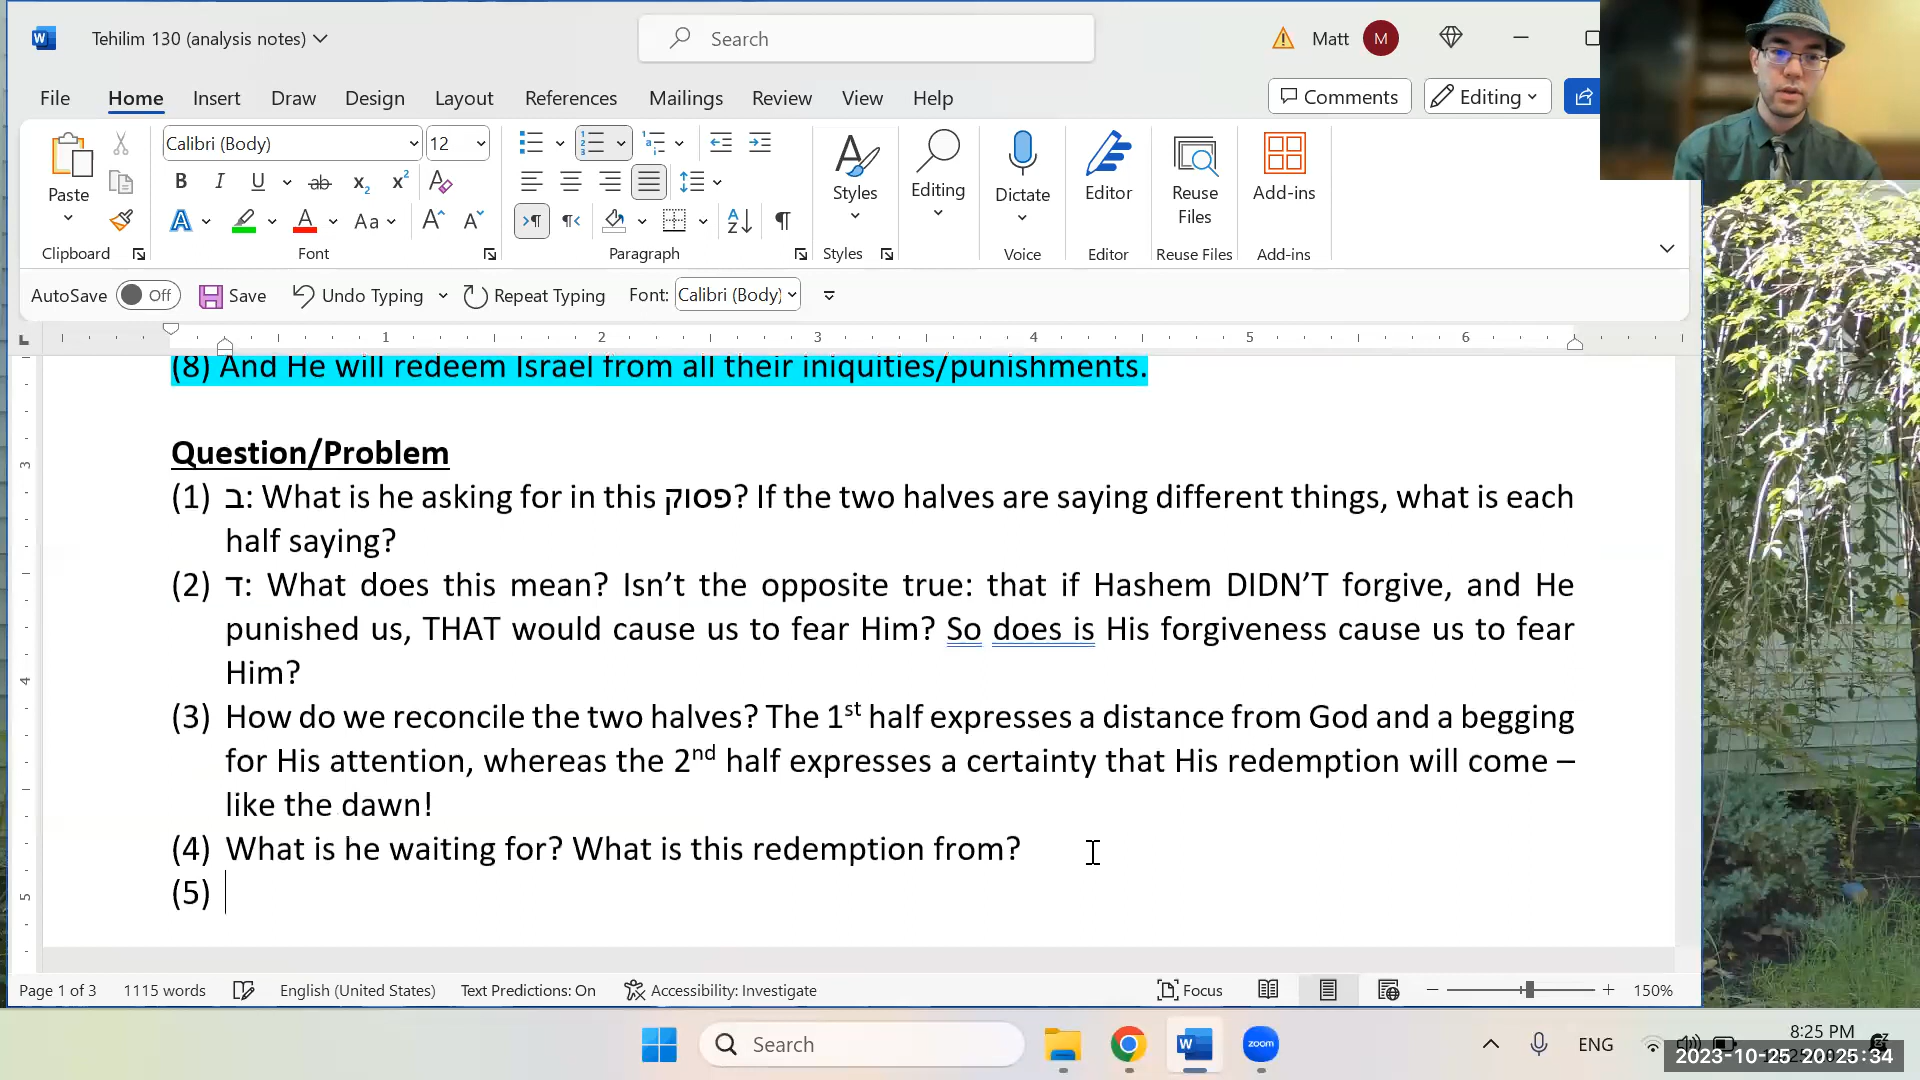 Tehilim 130 (analysis notes)
Search
Matt
M
File Home Insert Draw Design Layout References Mailings Review View Help
Comments
Editing
Calibri (Body)
12
Paste
Styles
Editing
Dictate
Editor
Reuse
Files
Add-ins
Clipboard
Font
Paragraph
Styles
Voice
Editor
Reuse Files
Add-ins
AutoSave Off Save Undo Typing Repeat Typing Font: Calibri (Body)
1 2 3 4 5 6
(8) And He will redeem Israel from all their iniquities/punishments.
Question/Problem
(1) ב: What is he asking for in this פסוק? If the two halves are saying different things, what is each
half saying?
(2) ד: What does this mean? Isn’t the opposite true: that if Hashem DIDN’T forgive, and He
punished us, THAT would cause us to fear Him? So does is His forgiveness cause us to fear
Him?
(3) How do we reconcile the two halves? The 1st half expresses a distance from God and a begging
for His attention, whereas the 2nd half expresses a certainty that His redemption will come –
like the dawn!
(4) What is he waiting for? What is this redemption from?
(5)
3
4
5
Page 1 of 3 1115 words English (United States) Text Predictions: On Accessibility: Investigate Focus 150%
Search
zoom
ENG
8:25 PM
2023-10-25 20:25:34